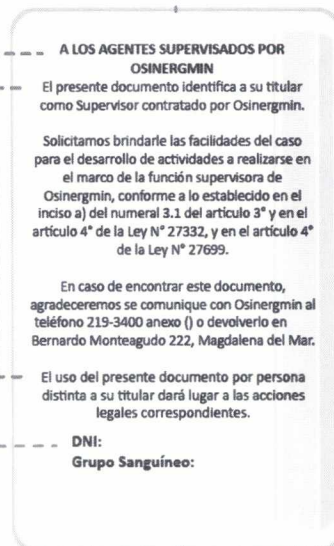 A LOS AGENTES SUPERVISADOS POR
OSINERGMIN
El presente documento identifica a su titular
como Supervisor contratado por Osinergmin.
Solicitamos brindarle las facilidades del caso
para el desarrollo de actividades a realizarse en
el marco de la función supervisora de
Osinergmin, conforme a lo establecido en el
inciso a) del numeral 3.1 del artículo 3° y en el
artículo 4° de la Ley N° 27332, y en el artículo 4°
de la Ley N° 27699.
En caso de encontrar este documento,
agradeceremos se comunique con Osinergmin al
teléfono 219-3400 anexo () o devolverlo en
Bernardo Monteagudo 222, Magdalena del Mar.
El uso del presente documento por persona
distinta a su titular dará lugar a las acciones
legales correspondientes.
DNI:
Grupo Sanguíneo: